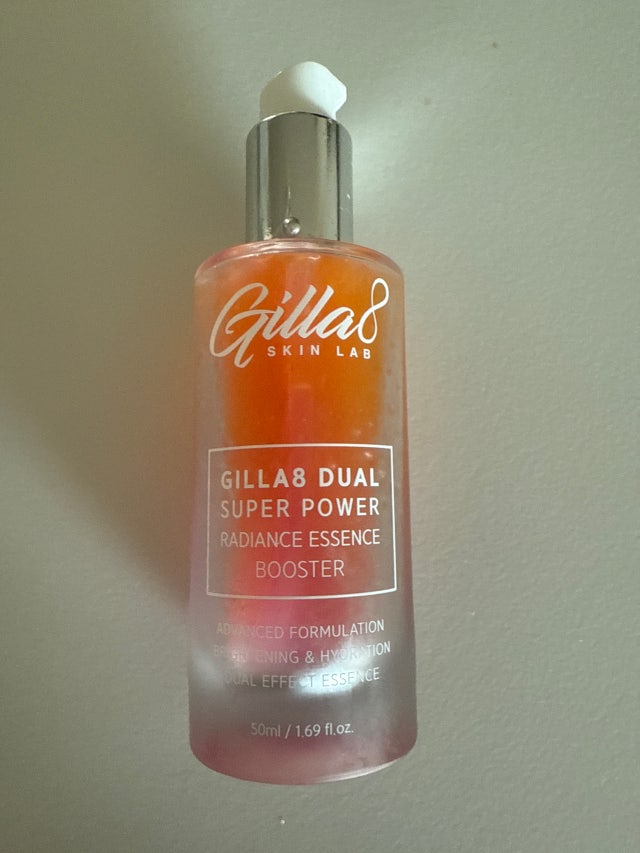 Gilla8
SKIN LAB
GILLA8 DUAL
SUPER POWER
RADIANCE ESSENCE
BOOSTER
ADVANCED FORMULATION
BRIGHTENING & HYDRATION
DUAL EFFECT ESSENCE
50ml / 1.69 fl.oz.